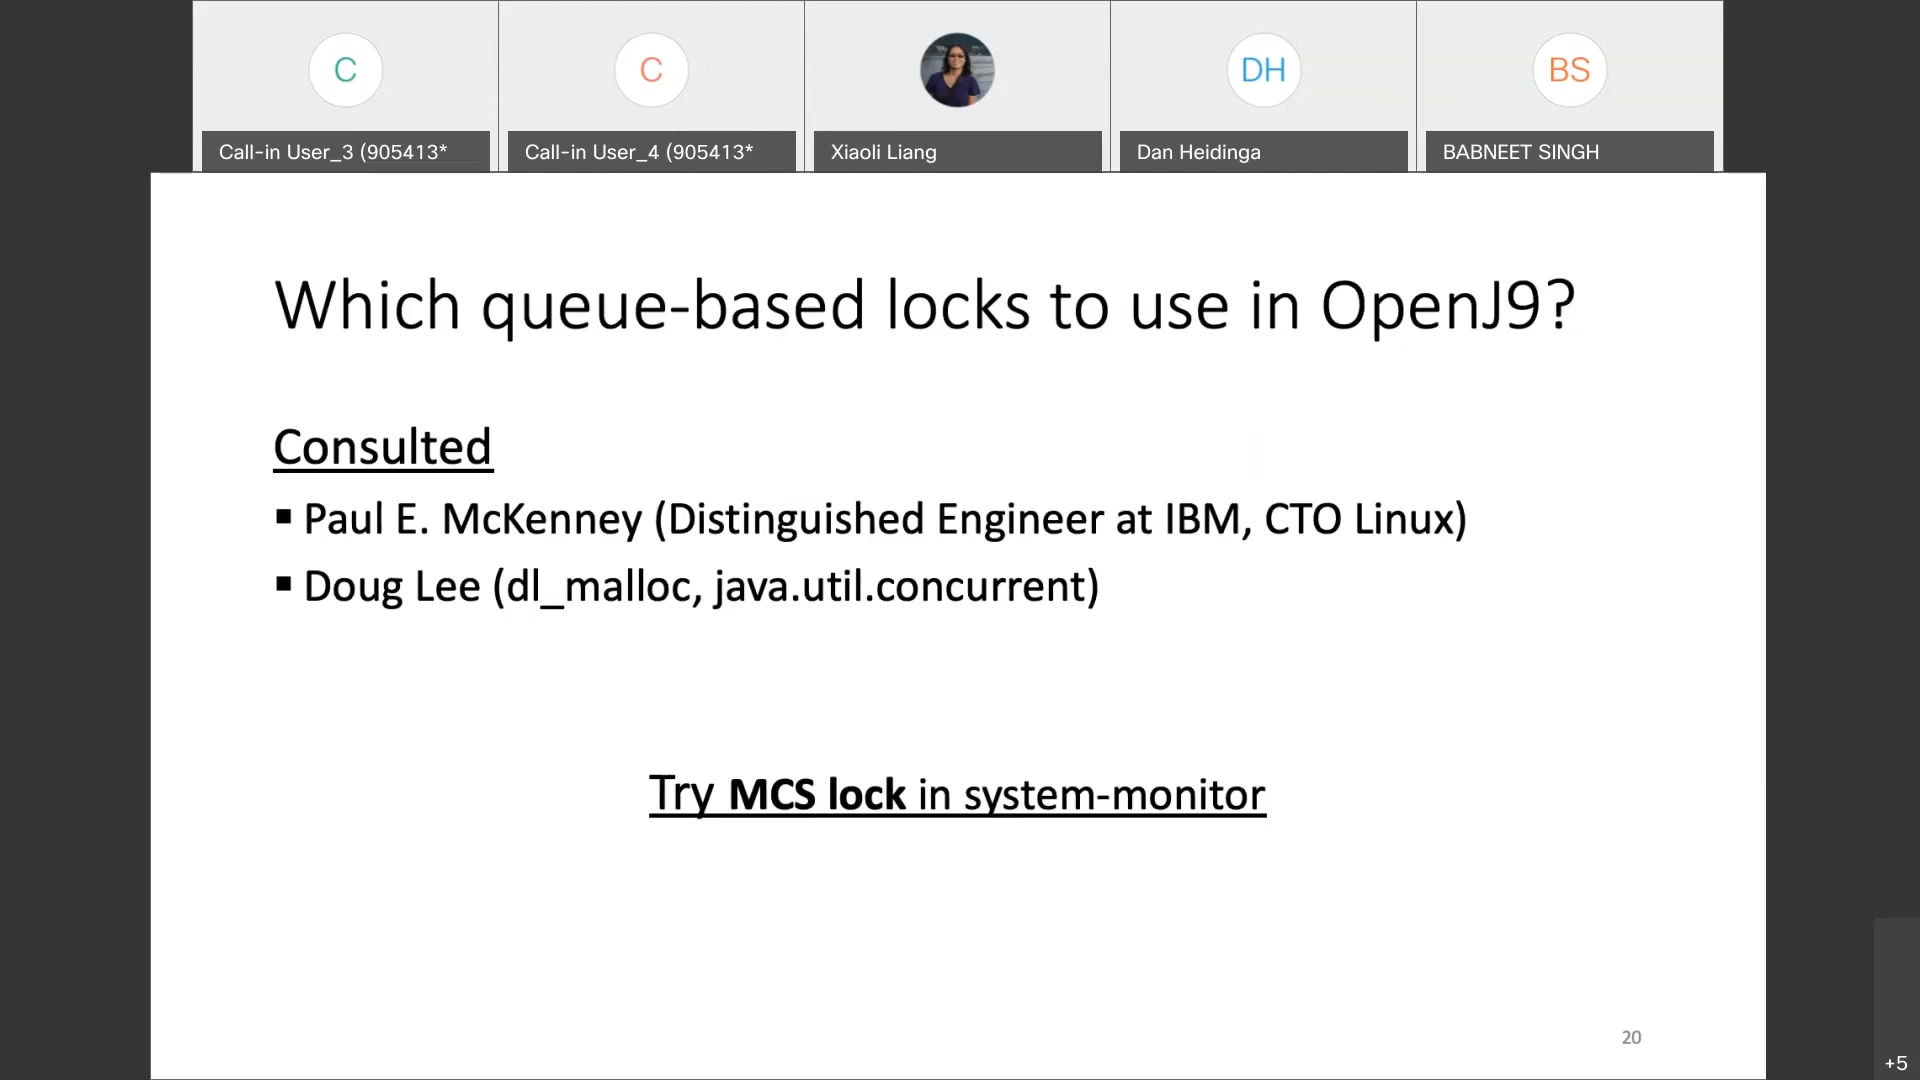 C
C
DH
BS
Call-in User_3 (905413*
Call-in User_4 (905413*
Xiaoli Liang
Dan Heidinga
BABNEET SINGH
Which queue-based locks to use in OpenJ9?
Consulted
▪ Paul E. McKenney (Distinguished Engineer at IBM, CTO Linux)
▪ Doug Lee (dl_malloc, java.util.concurrent)
Try MCS lock in system-monitor
20
+5